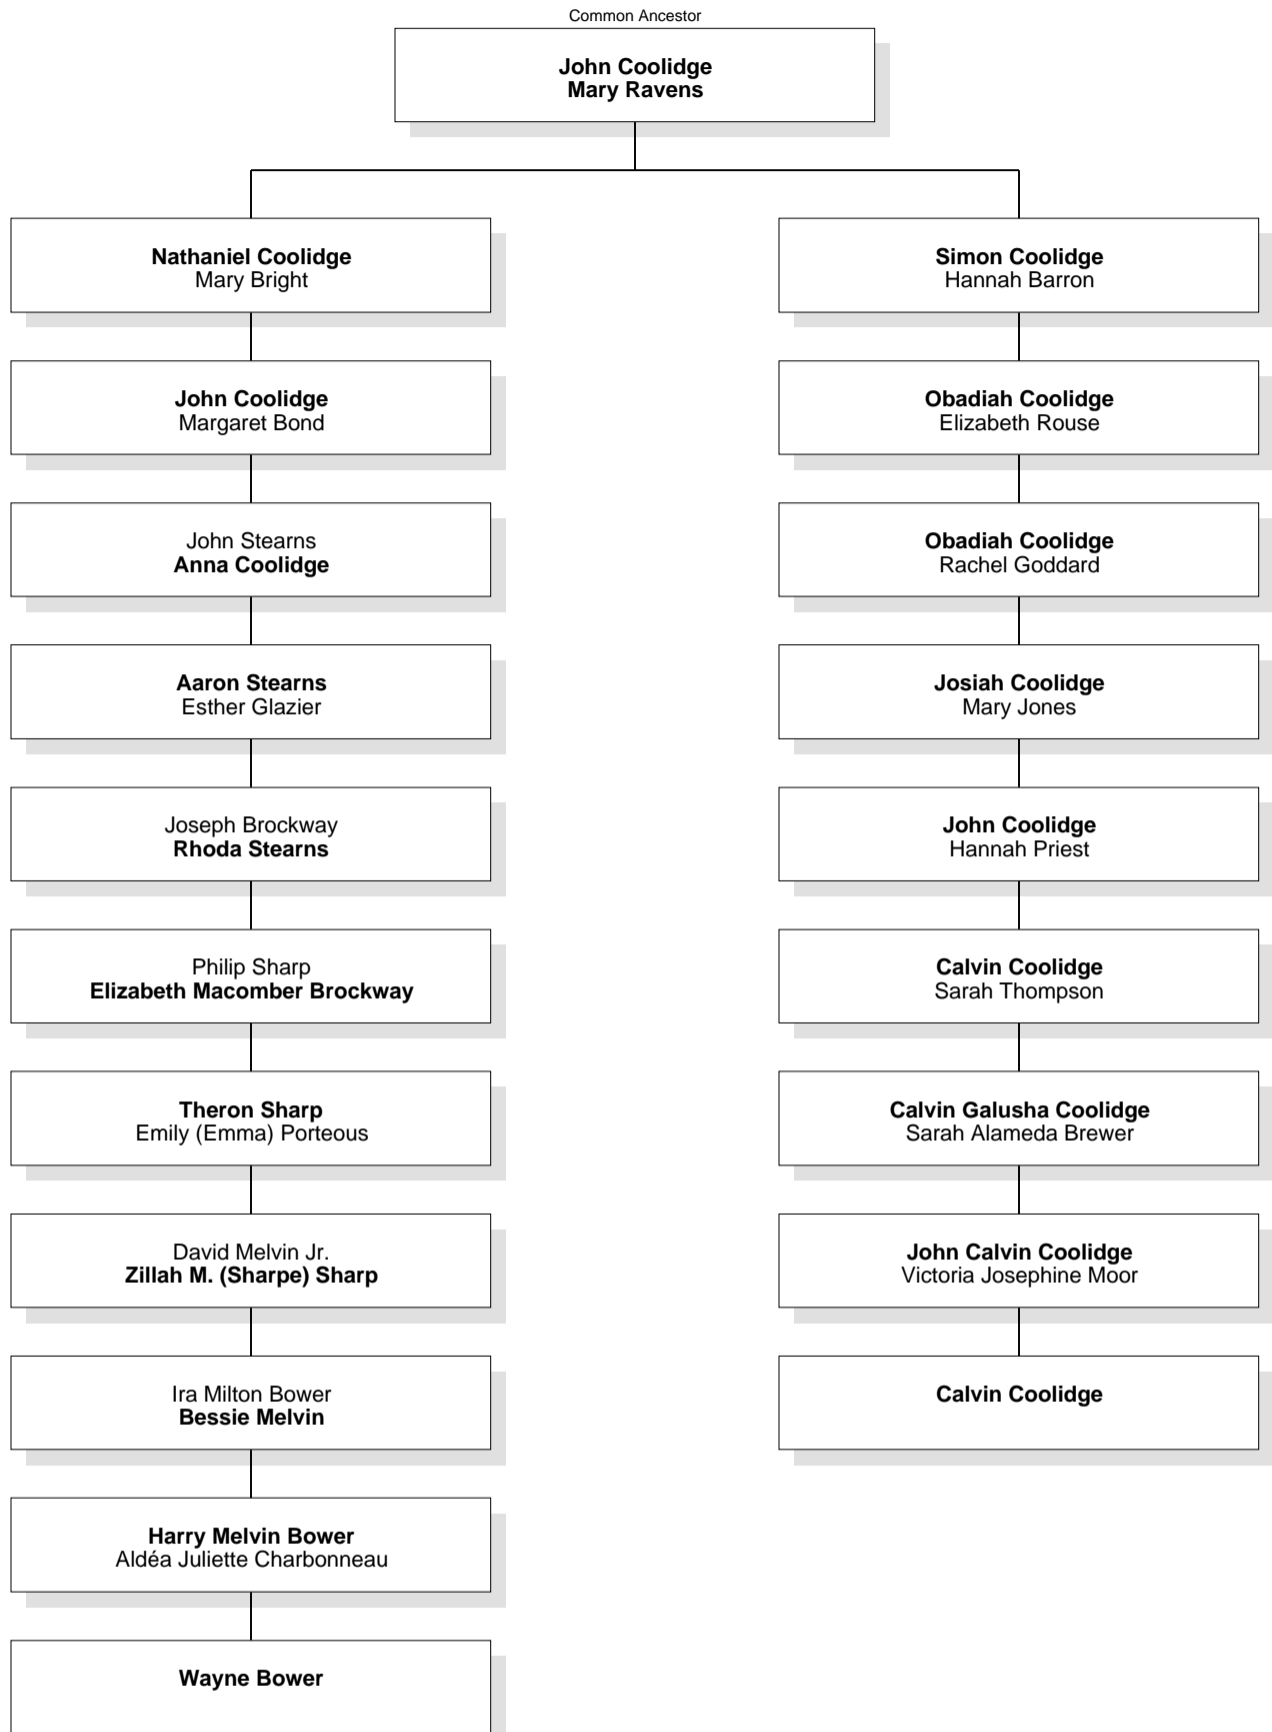 Common Ancestor
John Coolidge
Mary Ravens
Nathaniel Coolidge
Mary Bright
Simon Coolidge
Hannah Barron
John Coolidge
Margaret Bond
Obadiah Coolidge
Elizabeth Rouse
John Stearns
Anna Coolidge
Obadiah Coolidge
Rachel Goddard
Aaron Stearns
Esther Glazier
Josiah Coolidge
Mary Jones
Joseph Brockway
Rhoda Stearns
John Coolidge
Hannah Priest
Philip Sharp
Elizabeth Macomber Brockway
Calvin Coolidge
Sarah Thompson
Theron Sharp
Emily (Emma) Porteous
Calvin Galusha Coolidge
Sarah Alameda Brewer
David Melvin Jr.
Zillah M. (Sharpe) Sharp
John Calvin Coolidge
Victoria Josephine Moor
Ira Milton Bower
Bessie Melvin
Calvin Coolidge
Harry Melvin Bower
Aldéa Juliette Charbonneau
Wayne Bower